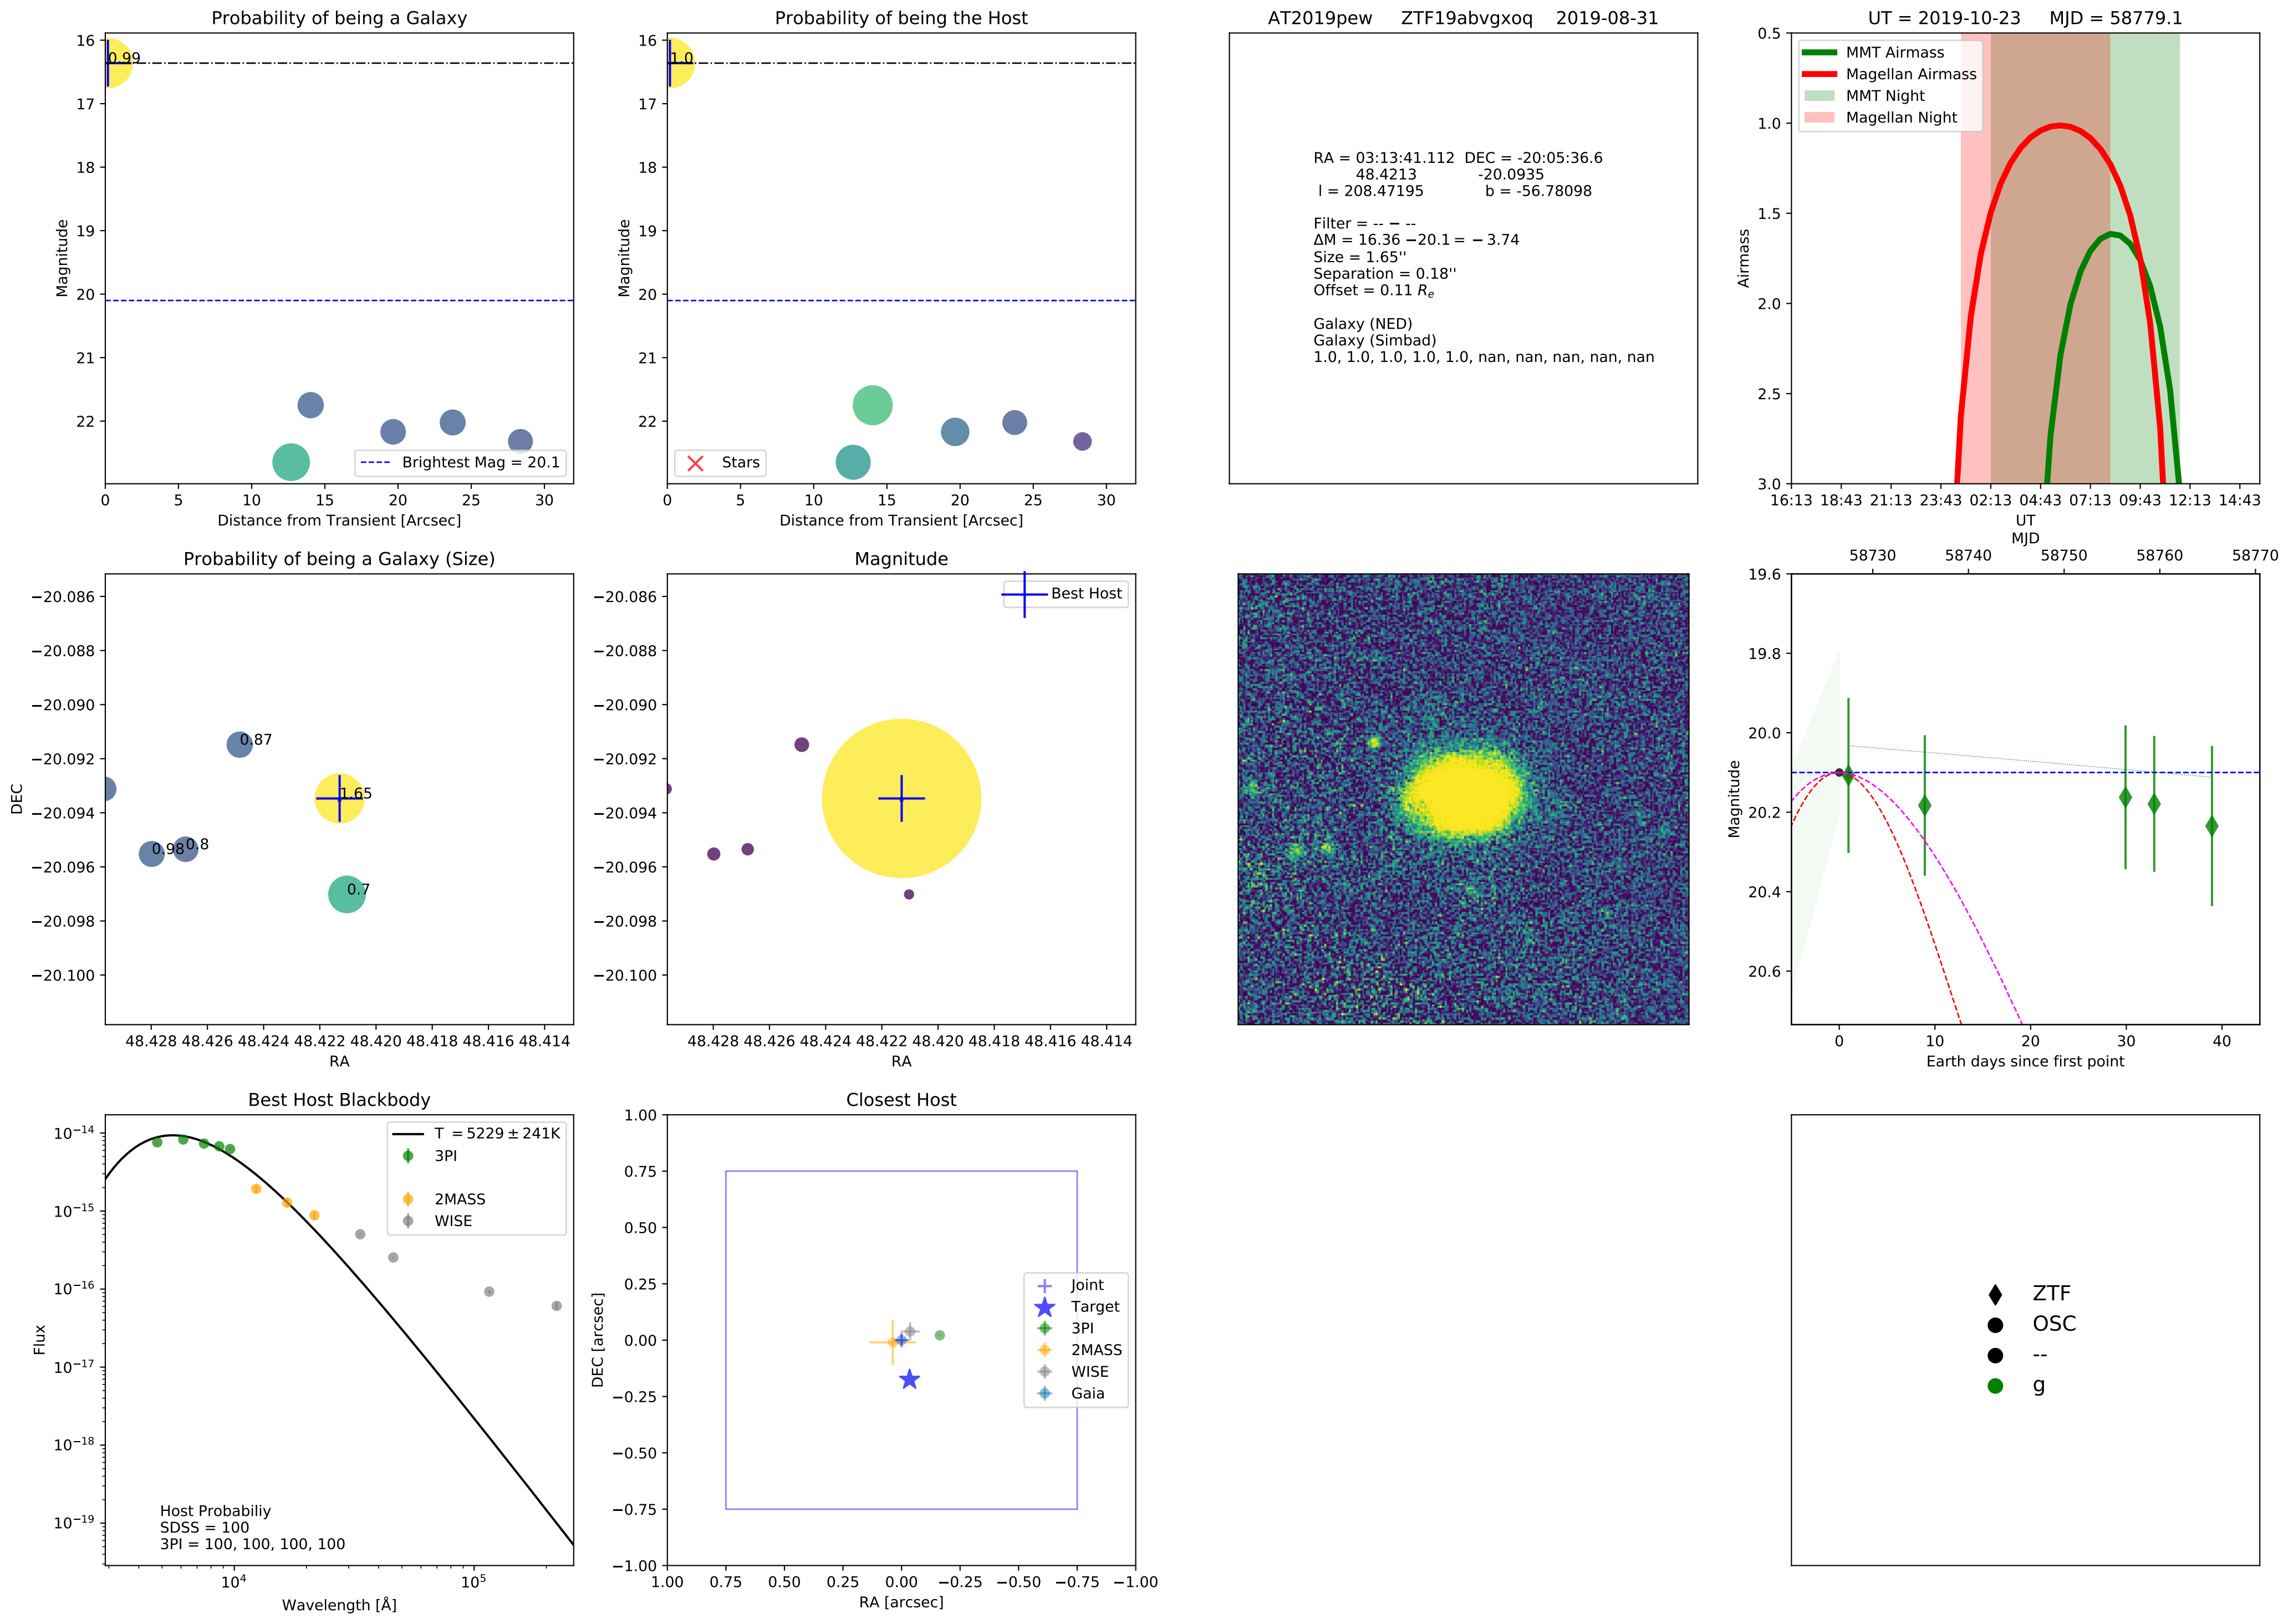 Probability of being a Galaxy
16
17
18
19
20
21
22
Magnitude
0.99
Brightest Mag = 20.1
0 5 10 15 20 25 30
Distance from Transient [Arcsec]
Probability of being the Host
16
17
18
19
20
21
22
Magnitude
1.0
Stars
0 5 10 15 20 25 30
Distance from Transient [Arcsec]
AT2019pew ZTF19abvgxoq 2019-08-31
RA = 03:13:41.112 DEC = -20:05:36.6
48.4213 -20.0935
l = 208.47195 b = -56.78098
Filter = -- − --
ΔM = 16.36 −20.1 = −3.74
Size = 1.65''
Separation = 0.18''
Offset = 0.11 Re
Galaxy (NED)
Galaxy (Simbad)
1.0, 1.0, 1.0, 1.0, 1.0, nan, nan, nan, nan, nan
UT = 2019-10-23 MJD = 58779.1
0.5
1.0
1.5
2.0
2.5
3.0
Airmass
MMT Airmass
Magellan Airmass
MMT Night
Magellan Night
16:13 18:43 21:13 23:43 02:13 04:43 07:13 09:43 12:13 14:43
UT
Probability of being a Galaxy (Size)
−20.086
−20.088
−20.090
−20.092
−20.094
−20.096
−20.098
−20.100
DEC
0.87
1.65
0.98
0.8
0.7
48.428 48.426 48.424 48.422 48.420 48.418 48.416 48.414
RA
Magnitude
−20.086
−20.088
−20.090
−20.092
−20.094
−20.096
−20.098
−20.100
Best Host
48.428 48.426 48.424 48.422 48.420 48.418 48.416 48.414
RA
MJD
58730 58740 58750 58760 58770
19.6
19.8
20.0
20.2
20.4
20.6
Magnitude
0 10 20 30 40
Earth days since first point
Best Host Blackbody
10−14
10−15
10−16
10−17
10−18
10−19
Flux
T = 5229 ± 241K
3PI
2MASS
WISE
Host Probabiliy
SDSS = 100
3PI = 100, 100, 100, 100
104 105
Wavelength [Å]
Closest Host
1.00
0.75
0.50
0.25
0.00
−0.25
−0.50
−0.75
−1.00
DEC [arcsec]
Joint
Target
3PI
2MASS
WISE
Gaia
1.00 0.75 0.50 0.25 0.00 −0.25 −0.50 −0.75 −1.00
RA [arcsec]
ZTF
OSC
--
g